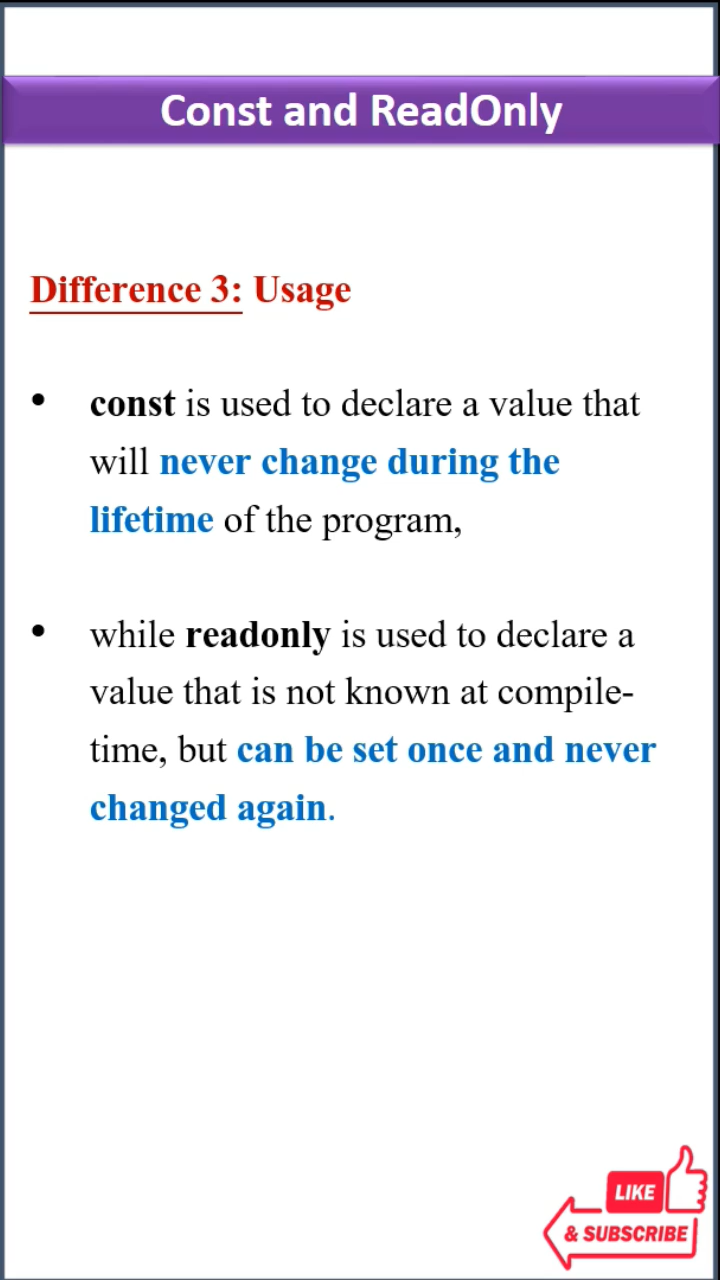 Const and ReadOnly
Difference 3: Usage
• const is used to declare a value that
will never change during the
lifetime of the program,
• while readonly is used to declare a
value that is not known at compile-
time, but can be set once and never
changed again.
LIKE
& SUBSCRIBE